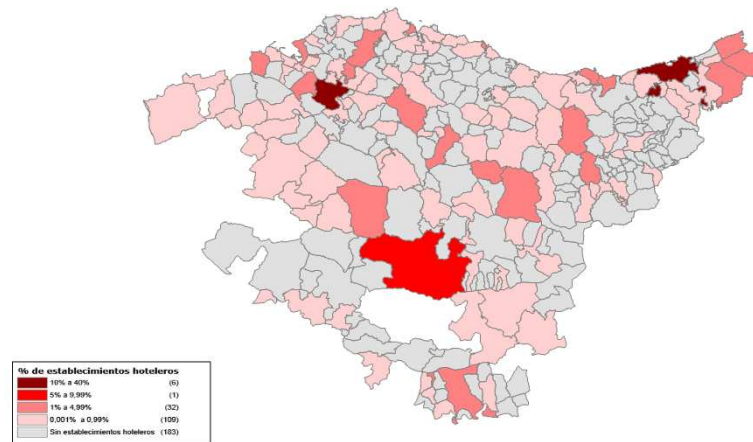 % de establecimientos hoteleros
10% a 40% (6)
5% a 9,99% (1)
1% a 4,99% (32)
0,001% a 0,99% (109)
Sin establecimientos hoteleros (183)